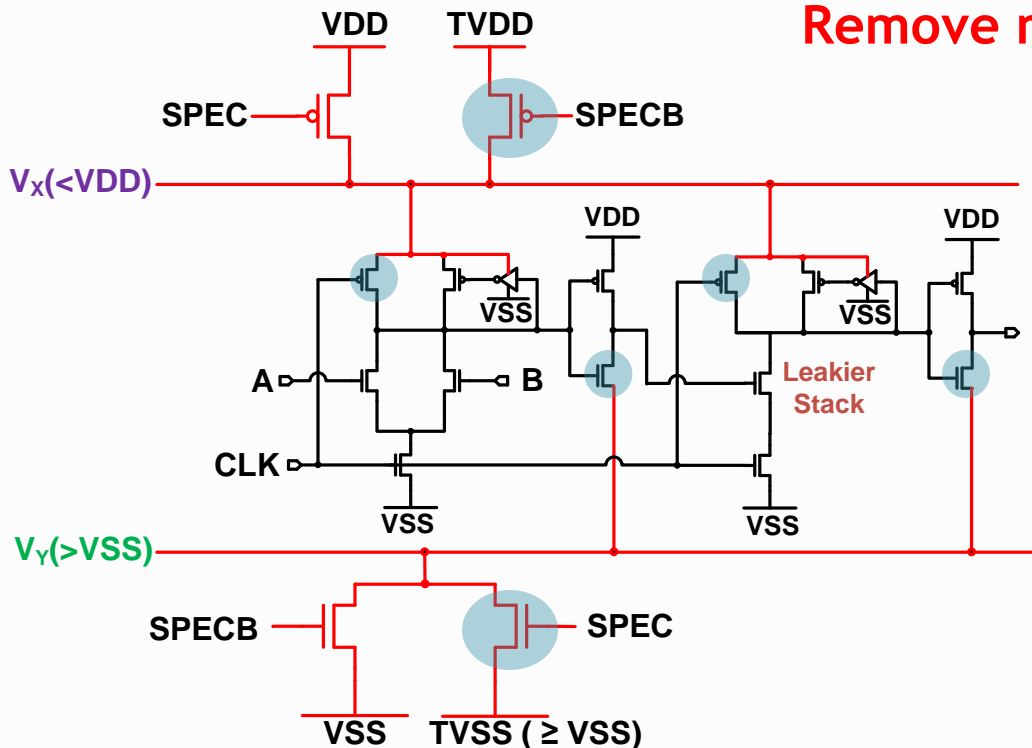 Remove
VDD TVDD
SPEC SPECB
VX(<VDD)
VDD VDD
VSS VSS
A B
Leakier
Stack
CLK
VSS VSS
VY(>VSS)
SPECB SPEC
VSS TVSS ( ≥ VSS)